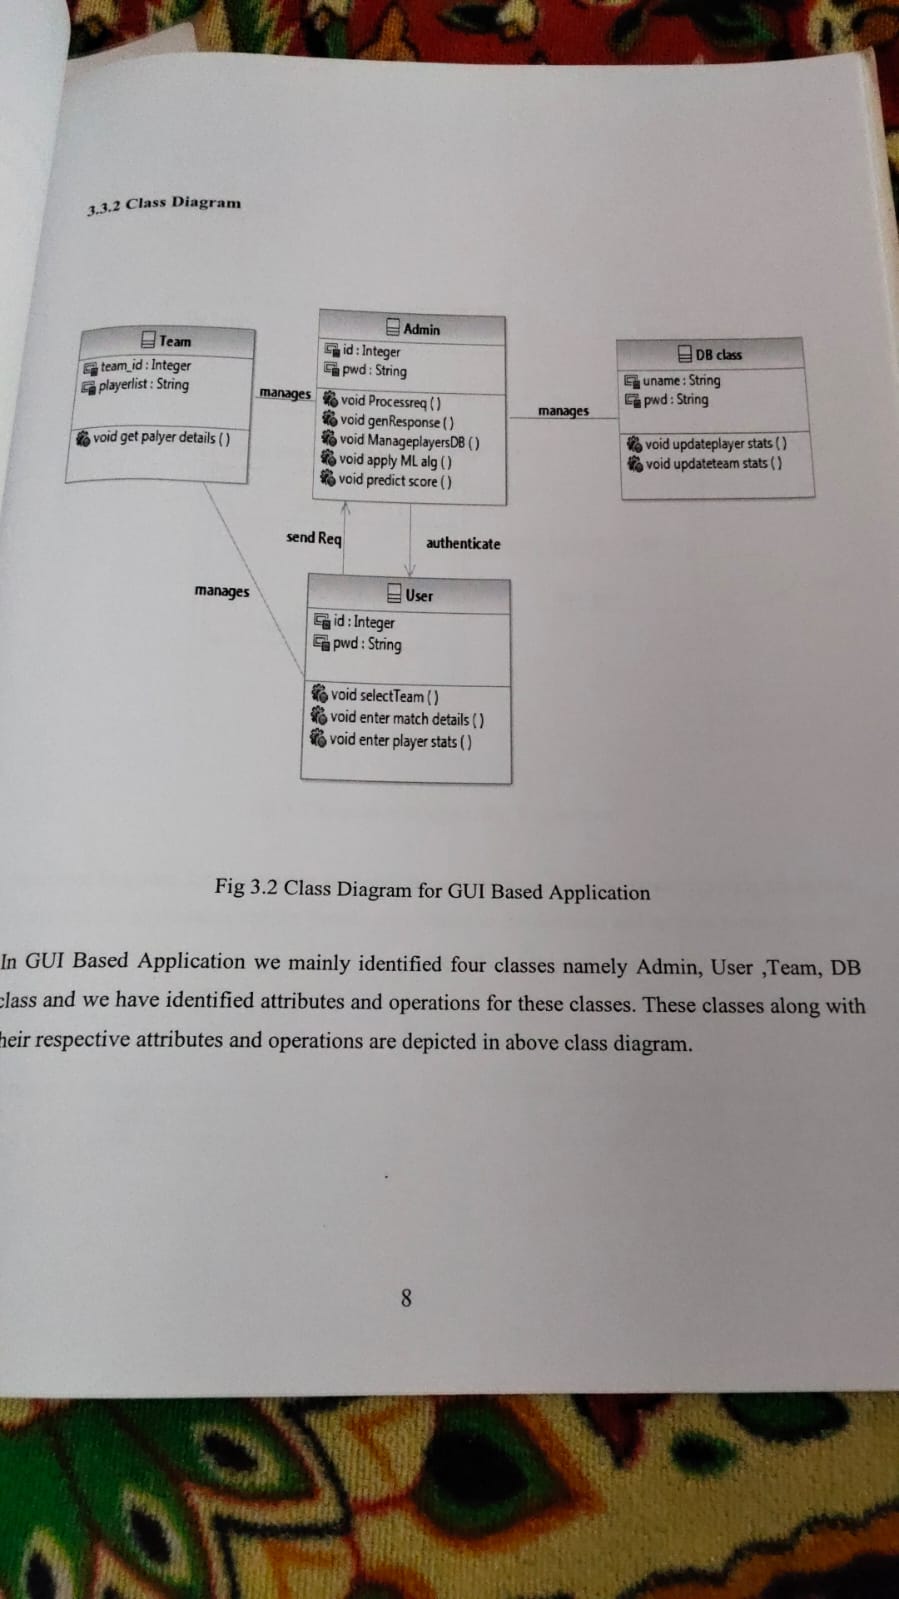 3.3.2 Class Diagram
Team
team_id : Integer
playerlist : String
void get palyer details ( )
manages
Admin
id : Integer
pwd : String
void Processreq ( )
void genResponse ( )
void ManageplayersDB ( )
void apply ML alg ( )
void predict score ( )
manages
DB class
uname : String
pwd : String
void updateplayer stats ( )
void updateteam stats ( )
send Req
authenticate
manages
User
id : Integer
pwd : String
void selectTeam ( )
void enter match details ( )
void enter player stats ( )
Fig 3.2 Class Diagram for GUI Based Application
In GUI Based Application we mainly identified four classes namely Admin, User ,Team, DB
class and we have identified attributes and operations for these classes. These classes along with
heir respective attributes and operations are depicted in above class diagram.
8